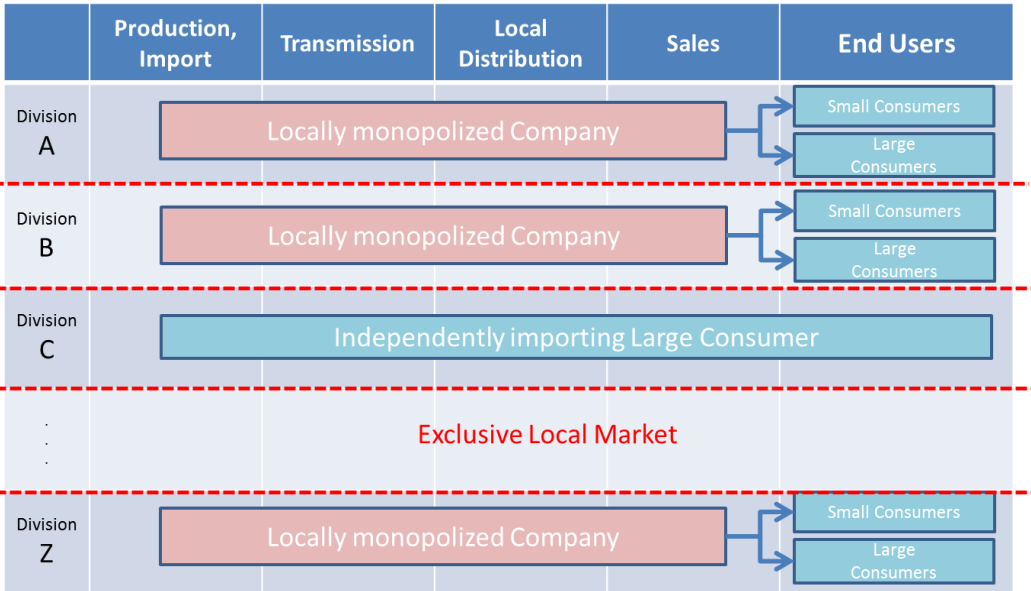 Production,
Import
Transmission
Local
Distribution
Sales
End Users
Division
A
Locally monopolized Company
Small Consumers
Large
Consumers
Division
B
Locally monopolized Company
Small Consumers
Large
Consumers
Division
C
Independently importing Large Consumer
.
.
.
Exclusive Local Market
Division
Z
Locally monopolized Company
Small Consumers
Large
Consumers